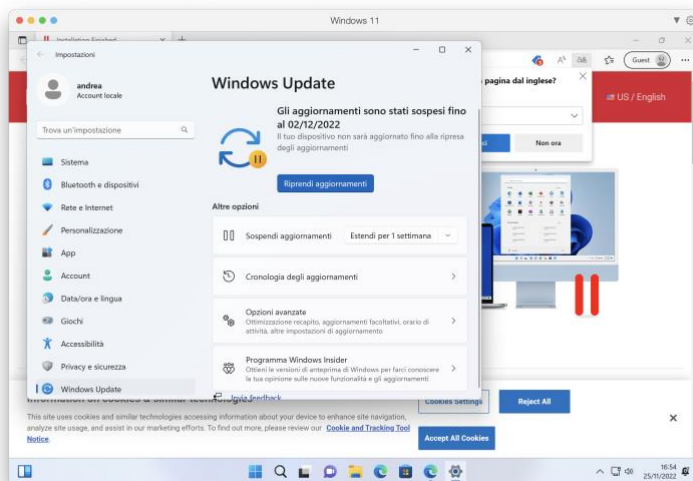 Windows 11
Installation Finished
Impostazioni
Guest
andrea
Account locale
Windows Update
pagina dal inglese?
US / English
Gli aggiornamenti sono stati sospesi fino
al 02/12/2022
Il tuo dispositivo non sarà aggiornato fino alla ripresa
degli aggiornamenti
Trova un'impostazione
Non ora
Riprendi aggiornamenti
Sistema
Bluetooth e dispositivi
Rete e Internet
Personalizzazione
App
Account
Data/ora e lingua
Giochi
Accessibilità
Privacy e sicurezza
Windows Update
Altre opzioni
Sospendi aggiornamenti
Estendi per 1 settimana
Cronologia degli aggiornamenti
Opzioni avanzate
Ottimizzazione recapito, aggiornamenti facoltativi, orario di
attività, altre impostazioni di aggiornamento
Programma Windows Insider
Ottieni le versioni di anteprima di Windows per farci conoscere
la tua opinione sulle nuove funzionalità e gli aggiornamenti
Invia feedback
Information on cookies & similar technologies
This site uses cookies and similar technologies accessing information about your device to enhance site navigation,
analyze site usage, and assist in our marketing efforts. To find out more, please review our Cookie and Tracking Tool
Notice.
Cookies Settings
Reject All
Accept All Cookies
16:54
25/11/2022